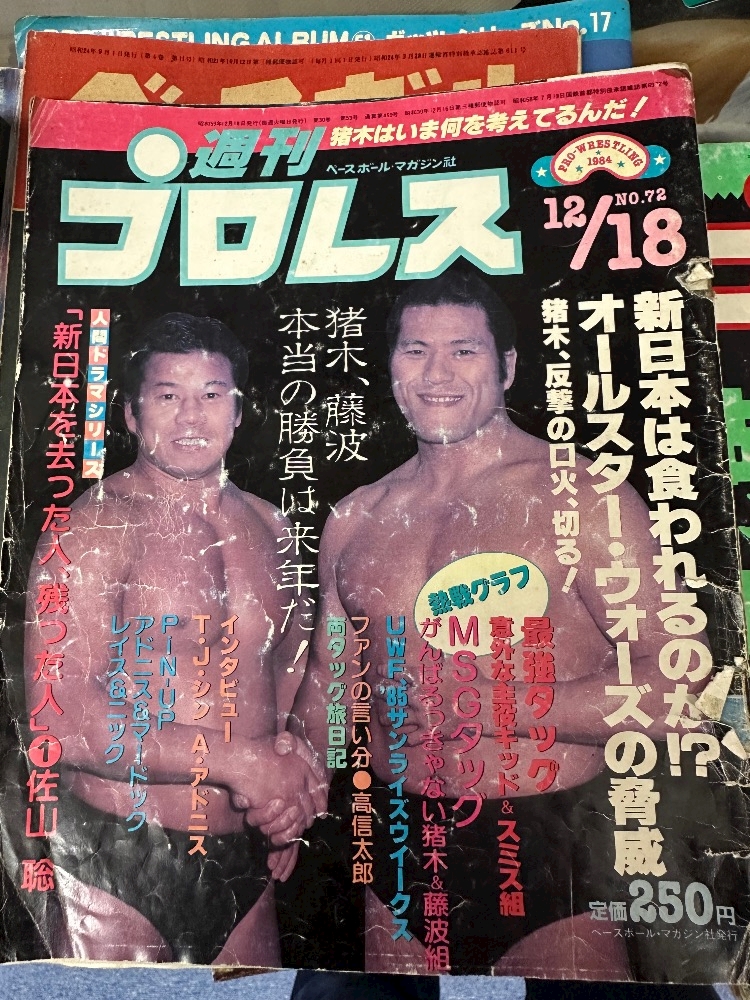 WRESTLING ALBUM
No.17
週刊
プロレス
猪木はいま何を考えてるんだ！
ベースボール・マガジン社
PRO-WRESTLING
1984
NO.72
12/18
新日本は食われるのか!?
オールスター・ウォーズの脅威
猪木、反撃の口火、切る！
猪木、藤波
本当の勝負は来年だ！
人間ドラマシリーズ
「新日本を去った人、残った人」❶佐山 聡
熱戦グラフ
最強タッグ
意外な主役キッド&スミス組
MSGタッグ
がんばるっきゃない猪木&藤波組
UWF、'85サンライズウイークス
ファンの言い分●高信太郎
両タッグ旅日記
インタビュー
T・J・シン A・アドニス
PiN・UP
アドニス&マードック
レイス&ニック
定価250円
ベースボール・マガジン社発行